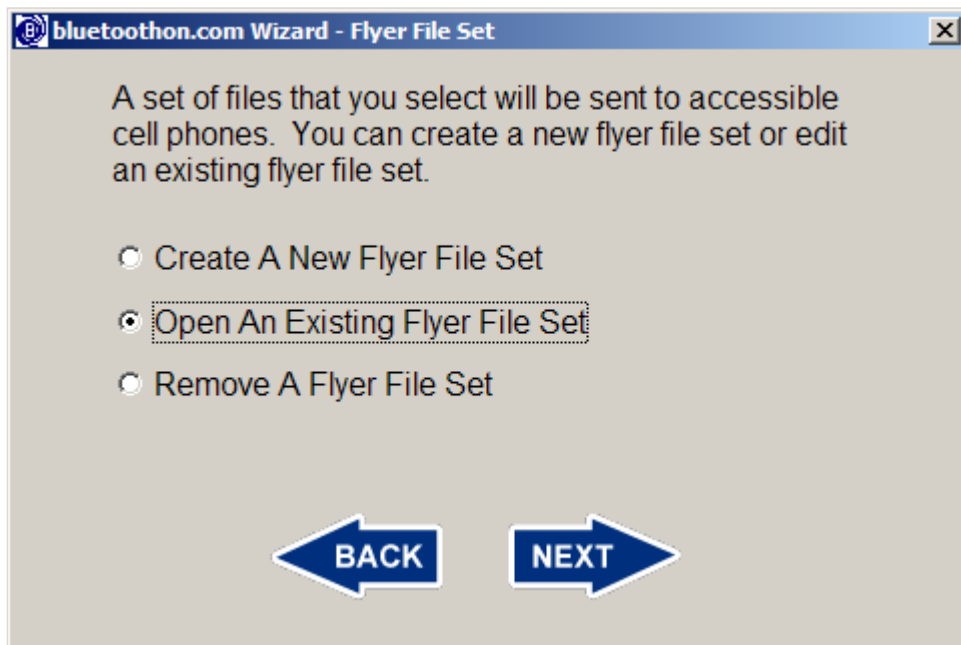 bluetoothon.com Wizard - Flyer File Set
A set of files that you select will be sent to accessible
cell phones.  You can create a new flyer file set or edit
an existing flyer file set.
Create A New Flyer File Set
Open An Existing Flyer File Set
Remove A Flyer File Set
BACK NEXT